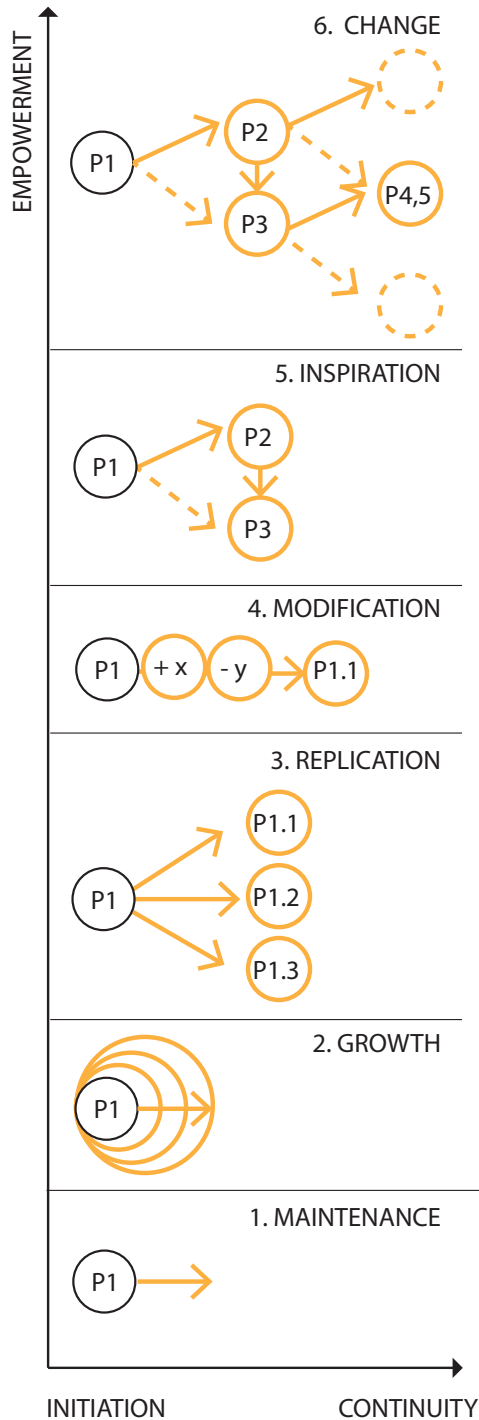 EMPOWERMENT
6. CHANGE
P1
P2
P3
P4,5
5. INSPIRATION
P1
P2
P3
4. MODIFICATION
P1
+ x
- y
P1.1
3. REPLICATION
P1
P1.1
P1.2
P1.3
2. GROWTH
P1
1. MAINTENANCE
P1
INITIATION
CONTINUITY